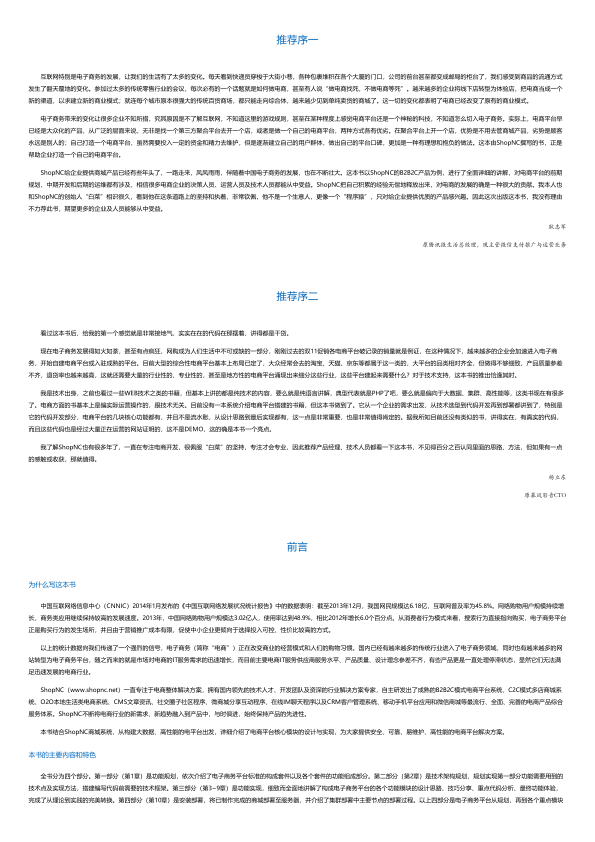 推荐序一
互联网特别是电子商务的发展，让我们的生活有了太多的变化。每天看到快递员穿梭于大街小巷，各种包裹堆积在各个大厦的门口，公司的前台甚至都变成邮局的柜台了，我们感受到商品的流通方式
发生了翻天覆地的变化。参加过太多的传统零售行业的会议，每次必有的一个话题就是如何做电商，甚至有人说“做电商找死，不做电商等死”。越来越多的企业将线下店转型为体验店，把电商当成一个
新的渠道，以求建立新的商业模式；就连每个城市原本很强大的传统百货商场，都只能走向综合体，越来越少见到单纯卖货的商城了。这一切的变化都表明了电商已经改变了原有的商业模式。
电子商务带来的变化让很多企业不知所措，究其原因是不了解互联网、不知道这里的游戏规则，甚至在某种程度上感觉电商平台还是一个神秘的科技，不知道怎么切入电子商务。实际上，电商平台早
已经是大众化的产品，从广泛的层面来说，无非是找一个第三方聚合平台去开一个店，或者是做一个自己的电商平台，两种方式各有优劣。在聚合平台上开一个店，优势是不用去管商城产品，劣势是顾客
永远是别人的；自己打造一个电商平台，虽然需要投入一定的资金和精力去维护，但是逐渐建立自己的用户群体，做出自己的平台口碑，更该是一种有理想和抱负的做法。这本由ShopNC撰写的书，正是
帮助企业打造一个自己的电商平台。
ShopNC给企业提供商城产品已经有些年头了，一路走来，风风雨雨，伴随着中国电子商务的发展，也在不断壮大。这本书以ShopNC的B2B2C产品为例，进行了全面详细的讲解，对电商平台的前期
规划、中期开发和后期的运维都有涉及，相信很多电商企业的决策人员、运营人员及技术人员都能从中受益。ShopNC把自己积累的经验无偿地释放出来，对电商的发展的确是一种很大的贡献。我本人也
和ShopNC的创始人“白菜”相识很久，看到他在这条道路上的坚持和执着，非常钦佩，他不是一个生意人，更像一个“程序猿”，只对给企业提供优质的产品感兴趣。因此这次出版这本书，我没有理由
不力荐此书，期望更多的企业及人员能够从中受益。
耿志军
原腾讯微生活总经理，现主管微信支付推广与运营业务
推荐序二
看过这本书后，给我的第一个感觉就是非常接地气，实实在在的代码在那摆着，讲得都是干货。
现在电子商务发展得如火如荼，甚至有点疯狂，网购成为人们生活中不可或缺的一部分，刚刚过去的双11促销各电商平台破记录的销量就是例证，在这种情况下，越来越多的企业会加速进入电子商
务，开始自建电商平台或入驻成熟的平台。目前大型的综合性电商平台基本上布局已定了，大众经常会去的淘宝，天猫，京东等都属于这一类的，大平台的品类相对齐全，但做得不够细致，产品质量参差
不齐，退货率也越来越高，这就还需要大量的行业性的，专业性的，甚至是地方性的电商平台涌现出来细分这些行业，这些平台建起来需要什么？对于技术支持，这本书的推出恰逢其时。
我是技术出身，之前也看过一些WEB技术之类的书籍，但基本上讲的都是纯技术的内容，要么就是纯语言讲解，典型代表就是PHP了吧，要么就是偏向于大数据、集群、高性能等，这类书现在有很多
了。电商方面的书基本上是偏实际运营操作的，跟技术无关。目前没有一本系统介绍电商平台搭建的书籍，但这本书做到了。它从一个企业的需求出发，从技术选型到代码开发再到部署都讲到了，特别是
它的代码开发部分，电商平台的几块核心功能都有，并且不是流水账，从设计思路到最后实现都有，这一点是非常重要，也是非常值得肯定的。据我所知目前还没有类似的书，讲得实在，有真实的代码，
而且这些代码也是经过大量正在运营的网站证明的，这不是DEMO，这的确是本书一个亮点。
我了解ShopNC也有很多年了，一直在专注电商开发，很佩服“白菜”的坚持，专注才会专业，因此推荐产品经理、技术人员都看一下这本书，不见得百分之百认同里面的思路、方法，但如果有一点
的感触或收获，那就值得。
杨立东
原暴风影音CTO
前言
为什么写这本书
中国互联网络信息中心（CNNIC）2014年1月发布的《中国互联网络发展状况统计报告》中的数据表明：截至2013年12月，我国网民规模达6.18亿，互联网普及率为45.8%。网络购物用户规模持续增
长，商务类应用继续保持较高的发展速度。2013年，中国网络购物用户规模达3.02亿人，使用率达到48.9%，相比2012年增长6.0个百分点。从消费者行为模式来看，搜索行为直接指向购买，电子商务平台
正是购买行为的发生场所，并且由于营销推广成本有限，促使中小企业更倾向于选择投入可控、性价比较高的方式。
以上的统计数据向我们传递了一个强烈的信号，电子商务（简称“电商”）正在改变商业的经营模式和人们的购物习惯。国内已经有越来越多的传统行业进入了电子商务领域，同时也有越来越多的网
站转型为电子商务平台，随之而来的就是市场对电商的IT服务需求的迅速增长，而目前主要电商IT服务供应商服务水平、产品质量、设计理念参差不齐，有些产品更是一直处理停滞状态，显然它们无法满
足迅速发展的电商行业。
ShopNC（www.shopnc.net）一直专注于电商整体解决方案，拥有国内领先的技术人才、开发团队及资深的行业解决方案专家，自主研发出了成熟的B2B2C模式电商平台系统、C2C模式多店商城系
统、O2O本地生活类电商系统、CMS文章资讯、社交圈子社区程序、微商城分享互动程序、在线IM聊天程序以及CRM客户管理系统、移动手机平台应用和微信商城等最流行、全面、完善的电商产品综
合服务体系。ShopNC不断将电商行业的新需求、新趋势融入到产品中，与时俱进，始终保持产品的先进性。
本书结合ShopNC商城系统，从构建大数据、高性能的电子平台出发，详细介绍了电商平台核心模块的设计与实现，为大家提供安全、可靠、易维护、高性能的电商平台解决方案。
本书的主要内容和特色
全书分为四个部分。第一部分（第1章）是功能规划，依次介绍了电子商务平台标准的构成套件以及各个套件的功能组成部分。第二部分（第2章）是技术架构规划，规划实现第一部分功能需要用到的
技术点及实现方法，搭建编写代码前需要的技术框架。第三部分（第3~9章）是功能实现，细致而全面地讲解了构成电子商务平台的各个功能模块的设计思路、技巧分享、重点代码分析、最终功能体验，
完成了从理论到实践的完美转换。第四部分（第10章）是安装部署，将已制作完成的商城部署至服务器，并介绍了集群部署中主要节点的部署过程。以上四部分是电子商务平台从规划，再到各个重点模块